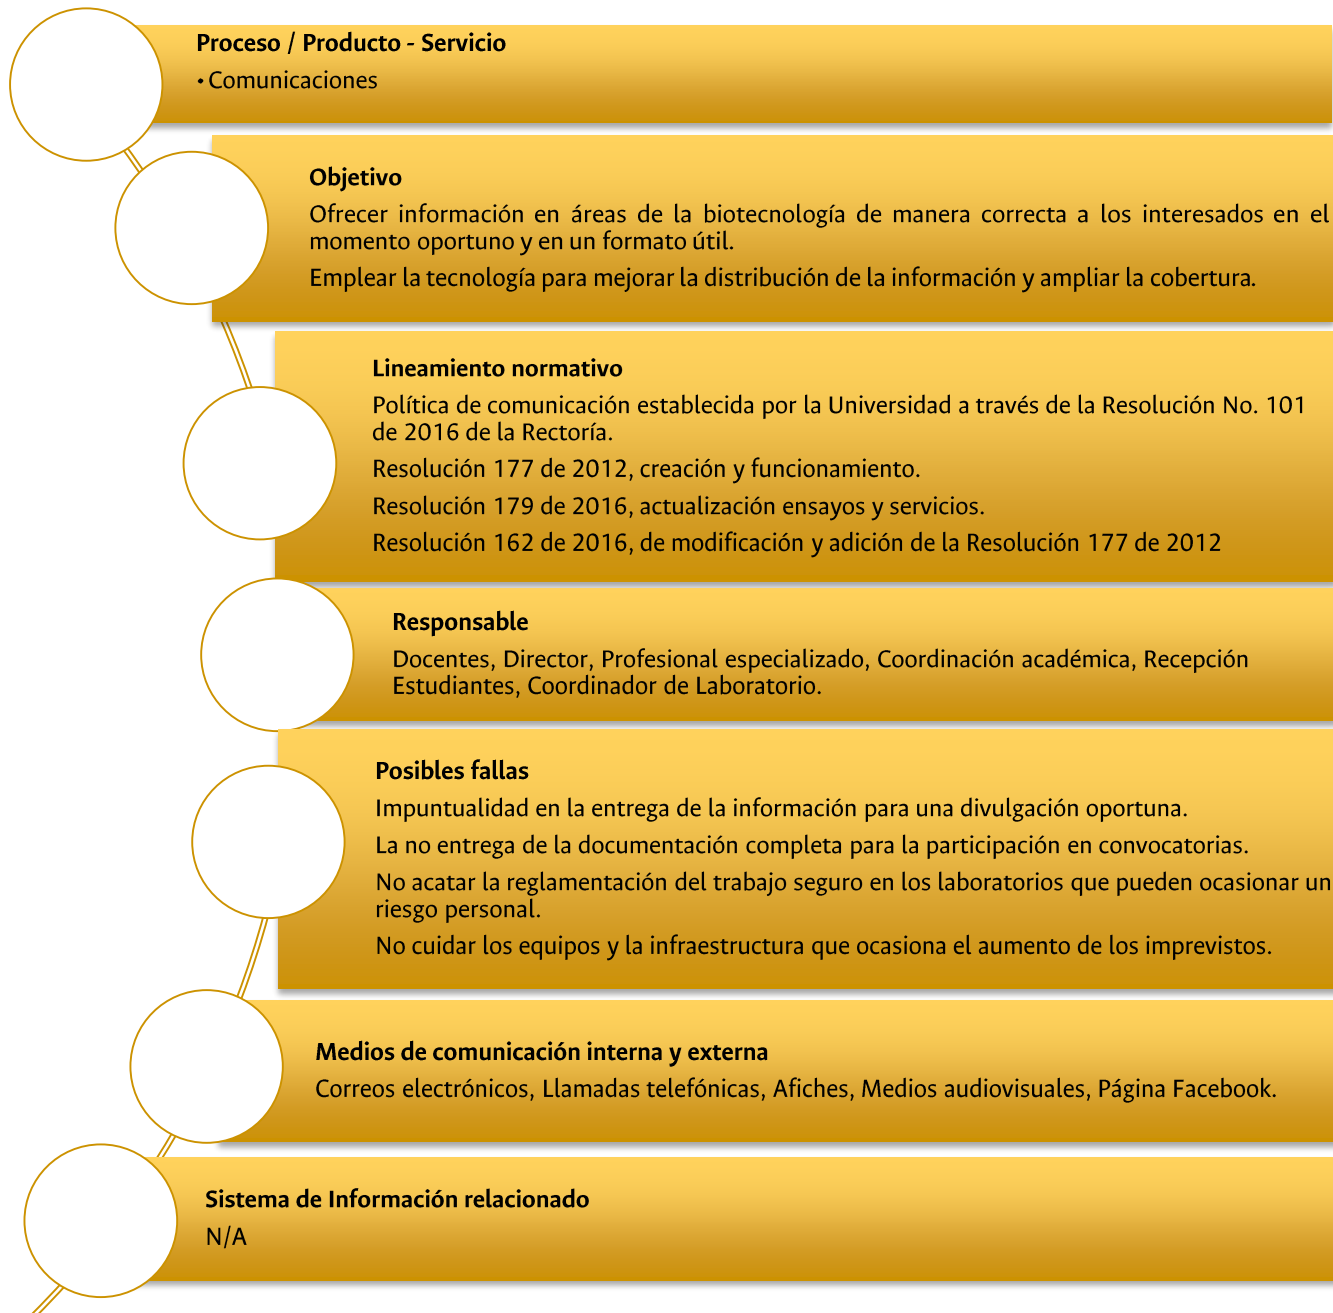 Proceso / Producto - Servicio
• Comunicaciones
Objetivo
Ofrecer información en áreas de la biotecnología de manera correcta a los interesados en el
momento oportuno y en un formato útil.
Emplear la tecnología para mejorar la distribución de la información y ampliar la cobertura.
Lineamiento normativo
Política de comunicación establecida por la Universidad a través de la Resolución No. 101
de 2016 de la Rectoría.
Resolución 177 de 2012, creación y funcionamiento.
Resolución 179 de 2016, actualización ensayos y servicios.
Resolución 162 de 2016, de modificación y adición de la Resolución 177 de 2012
Responsable
Docentes, Director, Profesional especializado, Coordinación académica, Recepción
Estudiantes, Coordinador de Laboratorio.
Posibles fallas
Impuntualidad en la entrega de la información para una divulgación oportuna.
La no entrega de la documentación completa para la participación en convocatorias.
No acatar la reglamentación del trabajo seguro en los laboratorios que pueden ocasionar un
riesgo personal.
No cuidar los equipos y la infraestructura que ocasiona el aumento de los imprevistos.
Medios de comunicación interna y externa
Correos electrónicos, Llamadas telefónicas, Afiches, Medios audiovisuales, Página Facebook.
Sistema de Información relacionado
N/A